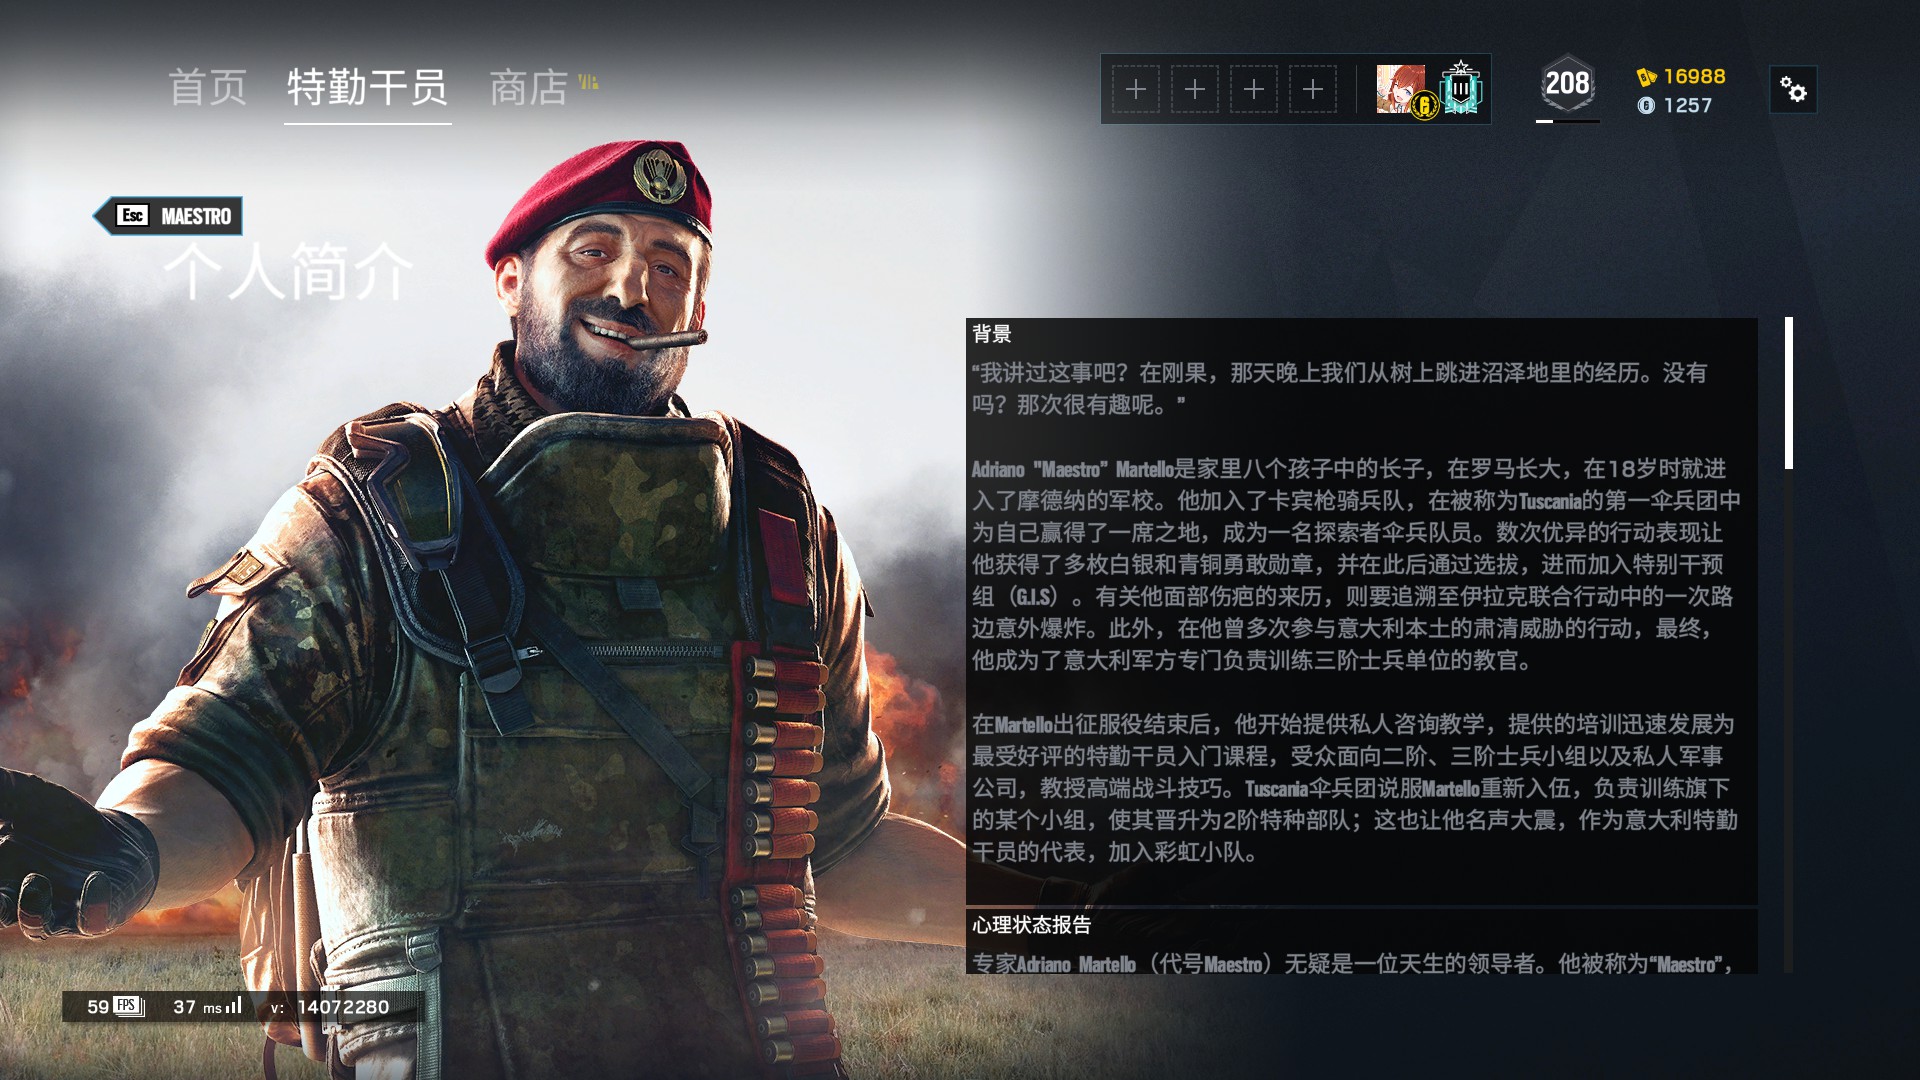 首页 特勤干员 商店
208
16988
1257
Esc MAESTRO
个人简介
背景
“我讲过这事吧？在刚果，那天晚上我们从树上跳进沼泽地里的经历。没有
吗？那次很有趣呢。”
Adriano "Maestro" Martello是家里八个孩子中的长子，在罗马长大，在18岁时就进
入了摩德纳的军校。他加入了卡宾枪骑兵队，在被称为Tuscania的第一伞兵团中
为自己赢得了一席之地，成为一名探索者伞兵队员。数次优异的行动表现让
他获得了多枚白银和青铜勇敢勋章，并在此后通过选拔，进而加入特别干预
组（G.I.S）。有关他面部伤疤的来历，则要追溯至伊拉克联合行动中的一次路
边意外爆炸。此外，在他曾多次参与意大利本土的肃清威胁的行动，最终，
他成为了意大利军方专门负责训练三阶士兵单位的教官。
在Martello出征服役结束后，他开始提供私人咨询教学，提供的培训迅速发展为
最受好评的特勤干员入门课程，受众面向二阶、三阶士兵小组以及私人军事
公司，教授高端战斗技巧。Tuscania伞兵团说服Martello重新入伍，负责训练旗下
的某个小组，使其晋升为2阶特种部队；这也让他名声大震，作为意大利特勤
干员的代表，加入彩虹小队。
心理状态报告
专家Adriano Martello（代号Maestro）无疑是一位天生的领导者。他被称为“Maestro”，
59 FPS 37 ms v: 14072280